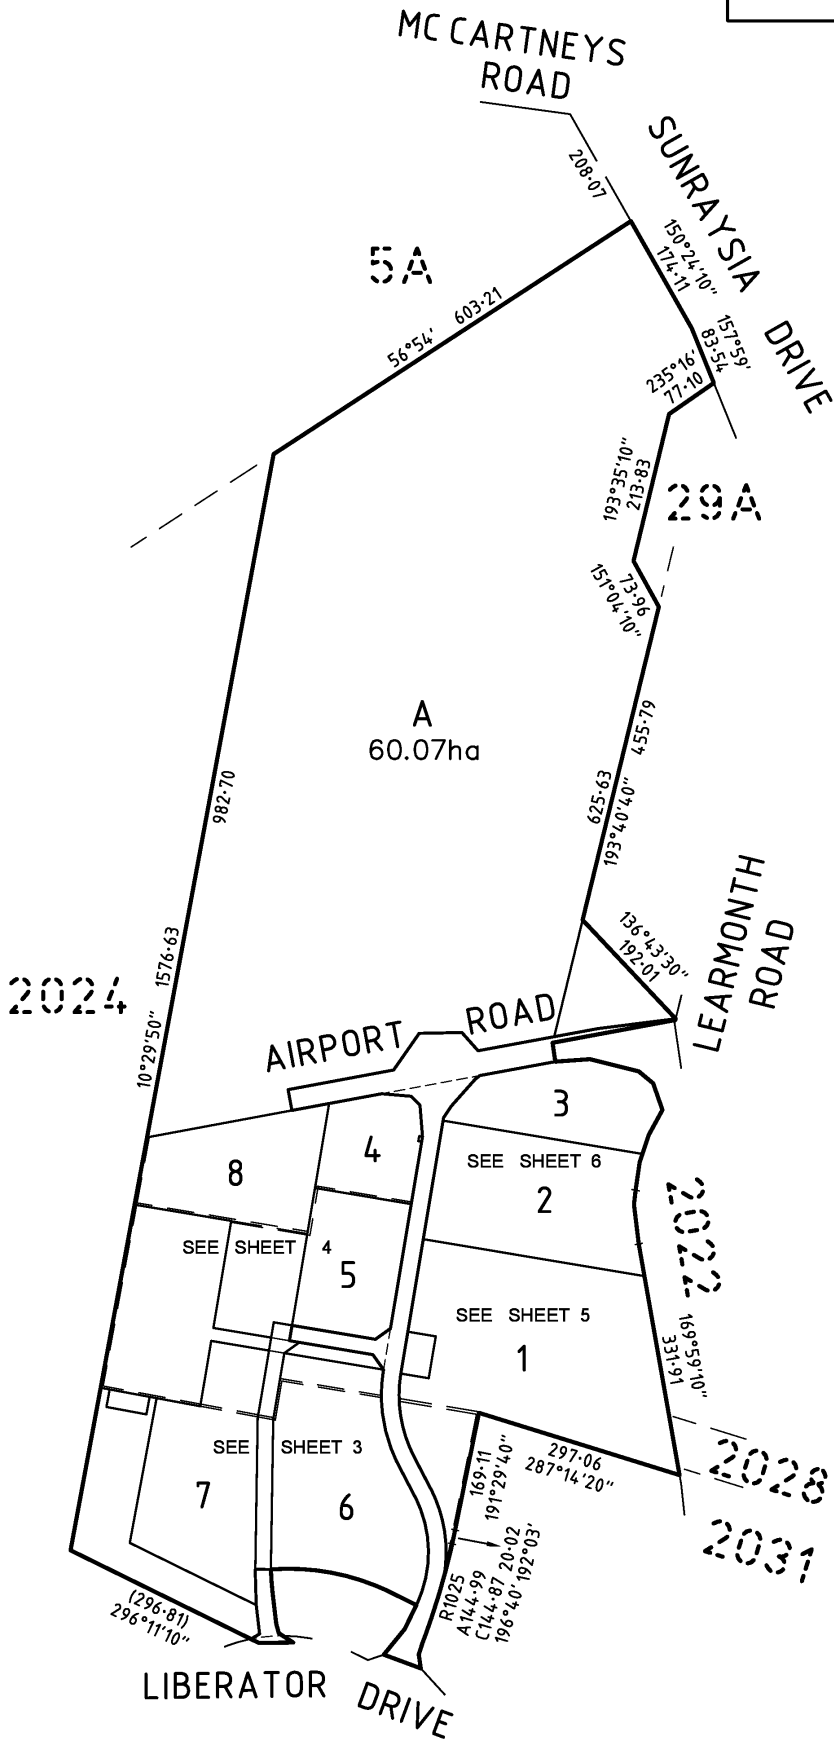 MC CARTNEYS
ROAD
SUNRAYSIA DRIVE
208·07
150°24'10"
174·11
5A
603·21
56°54'
157°59'
83·54
235°16'
77·10
193°35'10"
213·83
29A
73·96
151°04'10"
A
60.07ha
455·79
625·63
193°40'40"
982·70
LEARMONTH
ROAD
136°43'30"
192·01
1576·63
10°29'50"
2024
AIRPORT ROAD
3
4
8
SEE SHEET 6
2
2022
SEE SHEET 4
5
SEE SHEET 5
1
169°59'10"
331·91
SEE SHEET 3
7
6
169·11
191°29'40"
297·06
287°14'20"
2028
2031
20·02
192°03'
R1025
A144·99
C144·87
196°40'
(296·81)
296°11'10"
LIBERATOR DRIVE